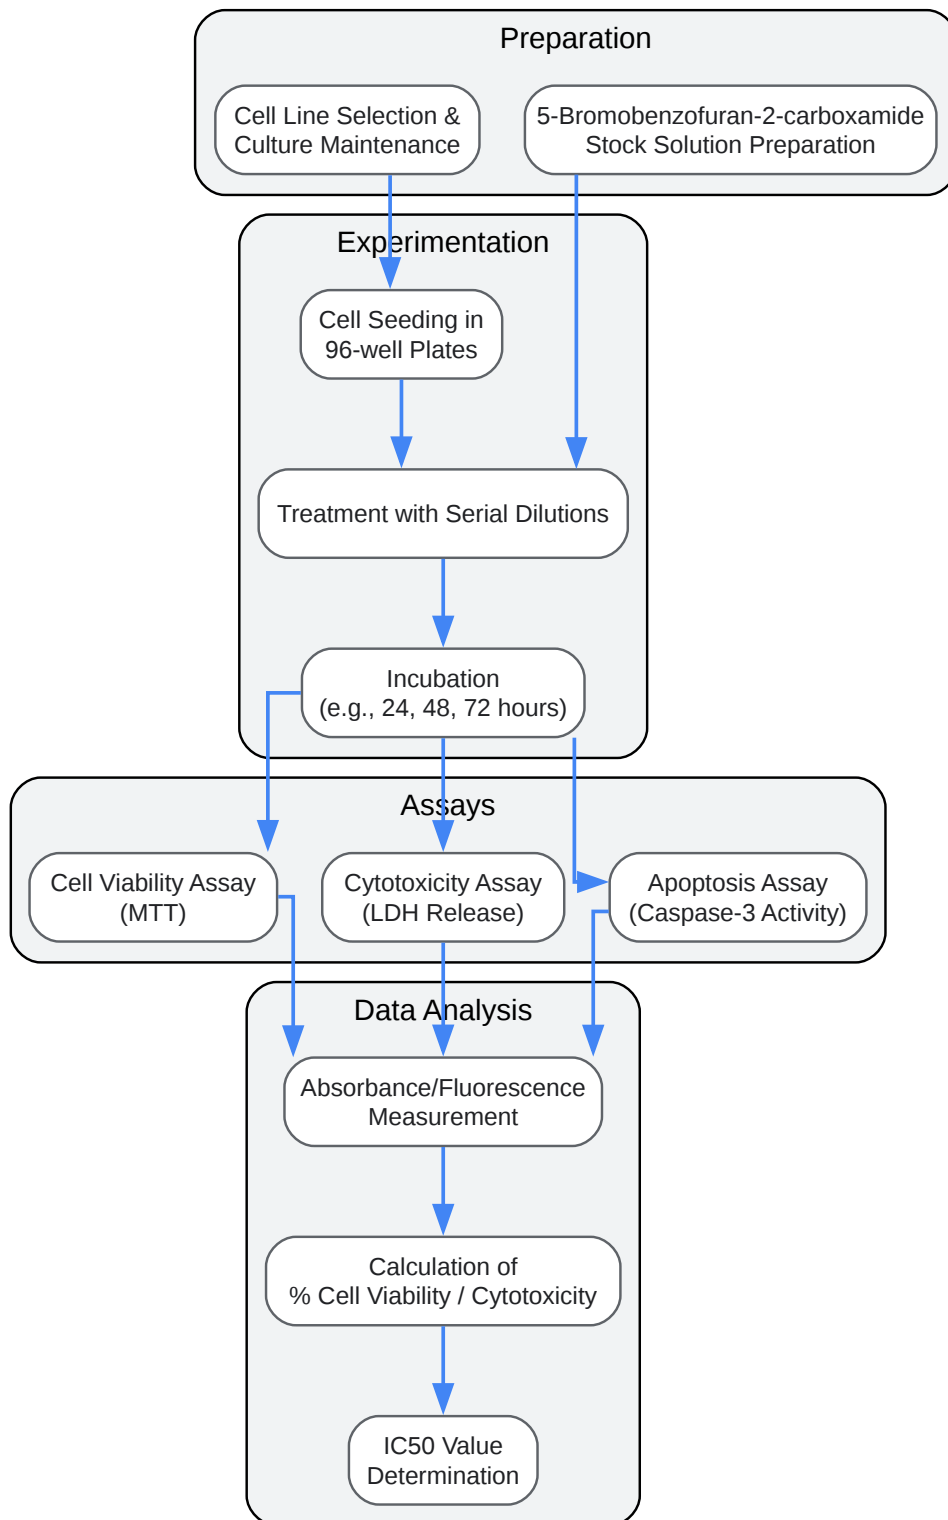 Preparation
Cell Line Selection &
Culture Maintenance
5-Bromobenzofuran-2-carboxamide
Stock Solution Preparation
Experimentation
Cell Seeding in
96-well Plates
Treatment with Serial Dilutions
Incubation
(e.g., 24, 48, 72 hours)
Assays
Cell Viability Assay
(MTT)
Cytotoxicity Assay
(LDH Release)
Apoptosis Assay
(Caspase-3 Activity)
Data Analysis
Absorbance/Fluorescence
Measurement
Calculation of
% Cell Viability / Cytotoxicity
IC50 Value
Determination